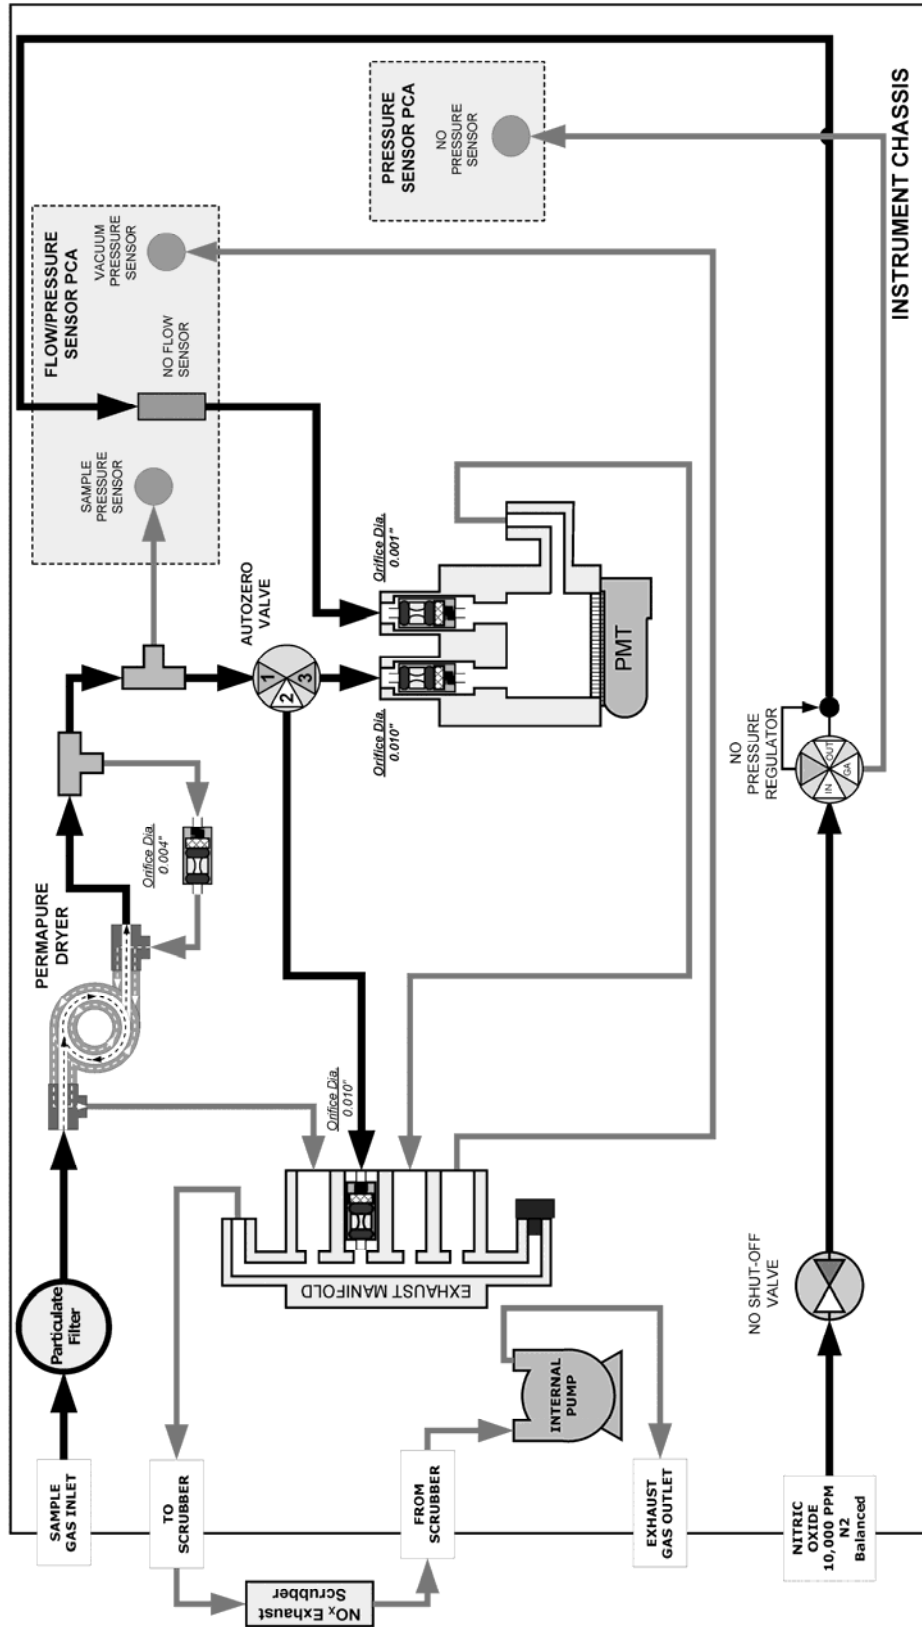 INSTRUMENT CHASSIS
PRESSURE
SENSOR PCA
NO
PRESSURE
SENSOR
FLOW/PRESSURE
SENSOR PCA
VACUUM
PRESSURE
SENSOR
NO FLOW
SENSOR
SAMPLE
PRESSURE
SENSOR
AUTOZERO
VALVE
1
2
3
Orifice Dia.
0.001"
Orifice Dia.
0.010"
PMT
NO
PRESSURE
REGULATOR
IN
OUT
GA
Orifice Dia.
0.004"
PERMAPURE
DRYER
Orifice Dia.
0.010"
EXHAUST MANIFOLD
Particulate
Filter
NO SHUT-OFF
VALVE
INTERNAL
PUMP
SAMPLE
GAS INLET
TO
SCRUBBER
FROM
SCRUBBER
EXHAUST
GAS OUTLET
NITRIC
OXIDE
10,000 PPM
N2
Balanced
NOx Exhaust
Scrubber